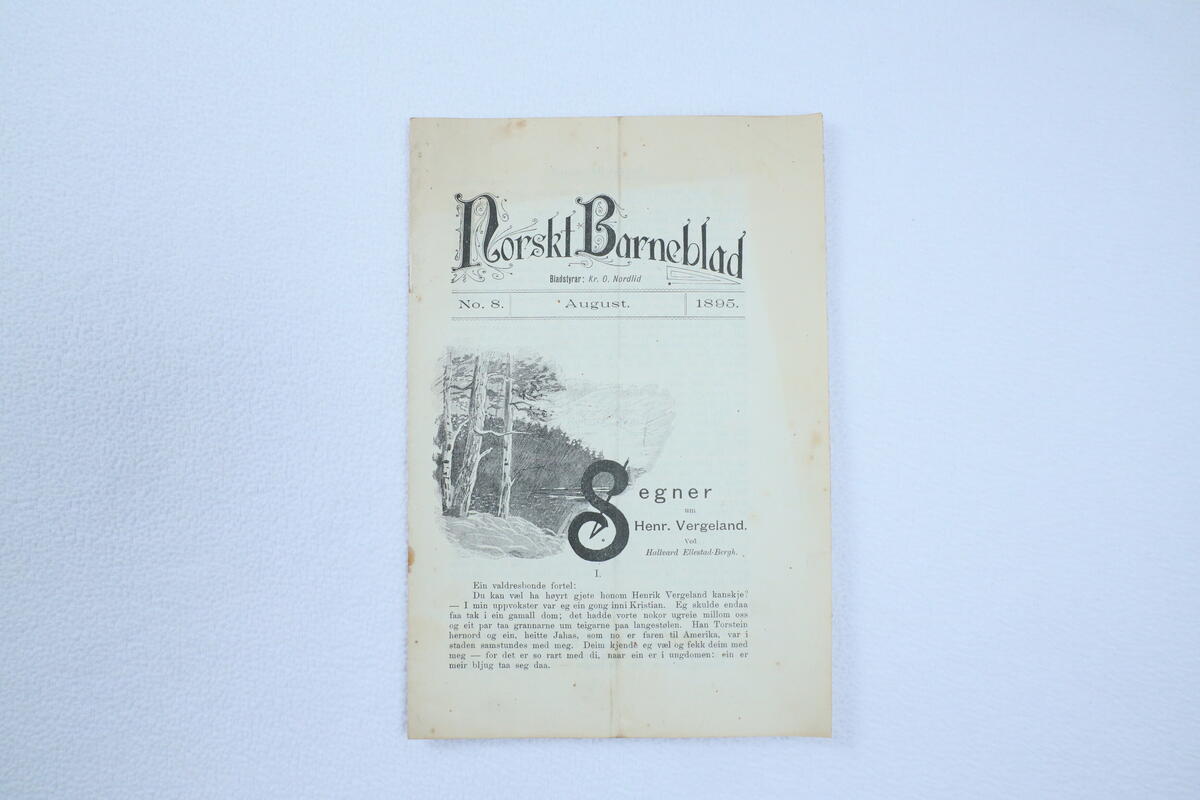 Norskt Barneblad
Bladstyrar: Kr. O. Nordlid
No. 8. August. 1895.
Segner
um
Henr. Vergeland.
Ved
Hallvard Ellestad-Bergh.
I.
Ein valdresbonde fortel:
Du kan væl ha høyrt gjete honom Henrik Vergeland kanskje?
— I min uppvokster var eg ein gong inni Kristian. Eg skulde endaa
faa tak i ein gamall dom; det hadde vorte nokor ugreie millom oss
og eit par taa grannarne um teigarne paa langestølen. Han Torstein
hernord og ein, heitte Jahas, som no er faren til Amerika, var i
staden samstundes med meg. Deim kjende eg væl og fekk deim med
meg — for det er so rart med di, naar ein er i ungdomen: ein er
meir bljug taa seg daa.